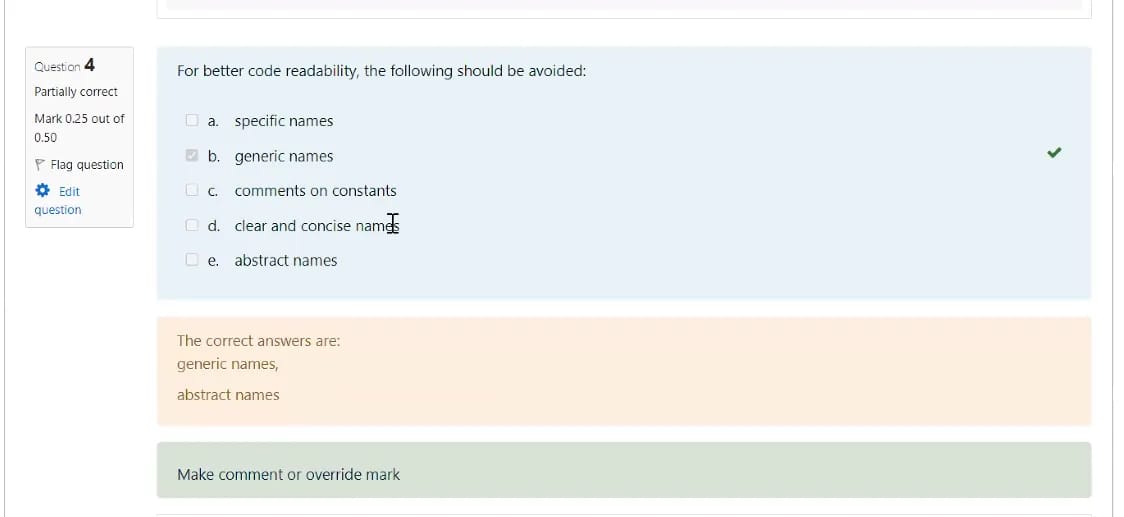 Question 4
Partially correct
Mark 0.25 out of
0.50
Flag question
Edit
question
For better code readability, the following should be avoided:
a. specific names
b. generic names
c. comments on constants
d. clear and concise names
e. abstract names
The correct answers are:
generic names,
abstract names
Make comment or override mark